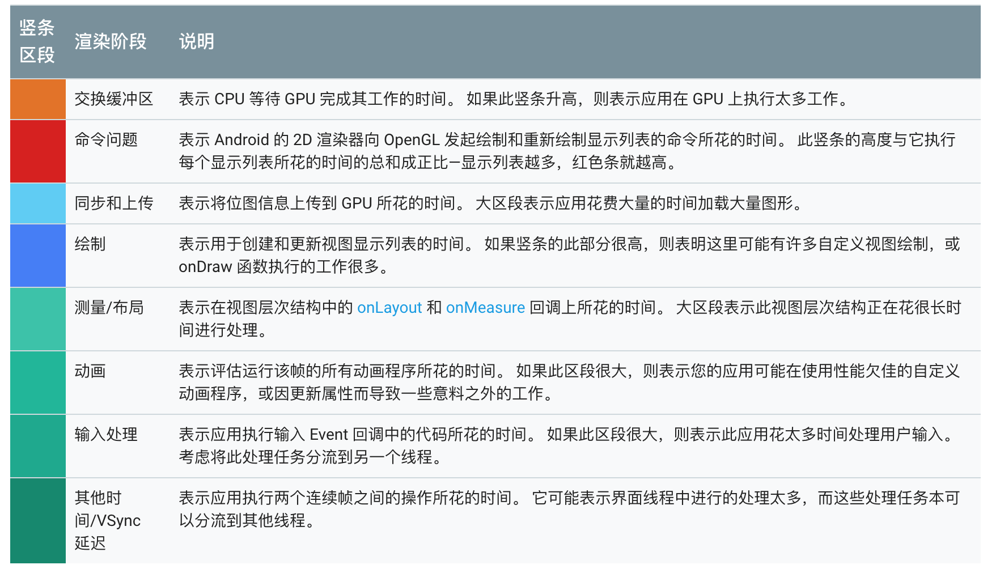 竖条
区段
渲染阶段
说明
交换缓冲区
表示 CPU 等待 GPU 完成其工作的时间。 如果此竖条升高，则表示应用在 GPU 上执行太多工作。
命令问题
表示 Android 的 2D 渲染器向 OpenGL 发起绘制和重新绘制显示列表的命令所花的时间。 此竖条的高度与它执行
每个显示列表所花的时间的总和成正比—显示列表越多，红色条就越高。
同步和上传
表示将位图信息上传到 GPU 所花的时间。 大区段表示应用花费大量的时间加载大量图形。
绘制
表示用于创建和更新视图显示列表的时间。 如果竖条的此部分很高，则表明这里可能有许多自定义视图绘制，或
onDraw 函数执行的工作很多。
测量/布局
表示在视图层次结构中的 onLayout 和 onMeasure 回调上所花的时间。 大区段表示此视图层次结构正在花很长时
间进行处理。
动画
表示评估运行该帧的所有动画程序所花的时间。 如果此区段很大，则表示您的应用可能在使用性能欠佳的自定义
动画程序，或因更新属性而导致一些意料之外的工作。
输入处理
表示应用执行输入 Event 回调中的代码所花的时间。 如果此区段很大，则表示此应用花太多时间处理用户输入。
考虑将此处理任务分流到另一个线程。
其他时
间/VSync
延迟
表示应用执行两个连续帧之间的操作所花的时间。 它可能表示界面线程中进行的处理太多，而这些处理任务本可
以分流到其他线程。